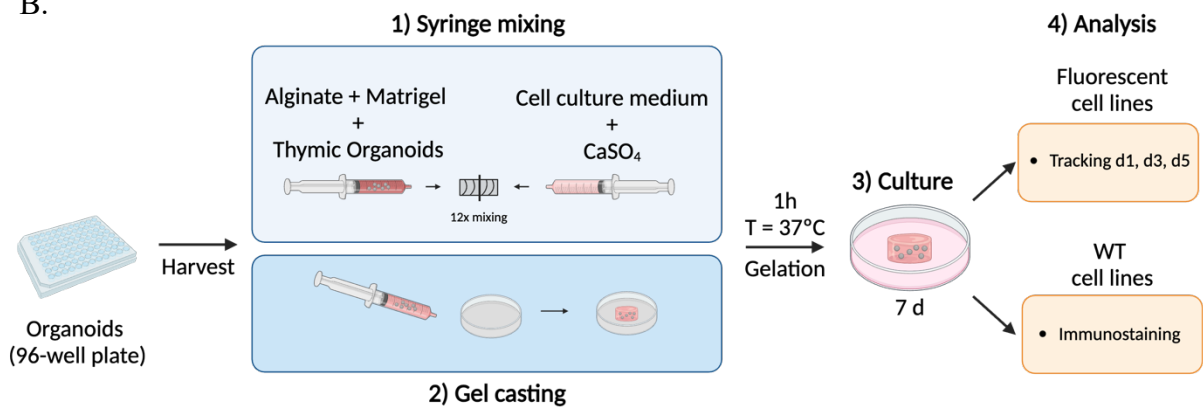 B.
1) Syringe mixing
Alginate + Matrigel
+
Thymic Organoids
Cell culture medium
+
CaSO₄
12x mixing
Organoids
(96-well plate)
Harvest
2) Gel casting
1h
T = 37°C
Gelation
3) Culture
7 d
4) Analysis
Fluorescent
cell lines
• Tracking d1, d3, d5
WT
cell lines
• Immunostaining